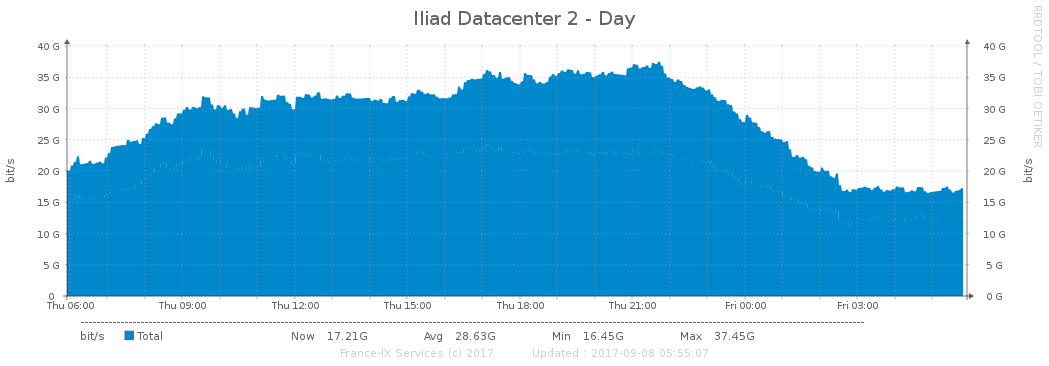 Iliad Datacenter 2 - Day
RRDTOOL / TOBI OETIKER
40 G 40 G
35 G 35 G
30 G 30 G
25 G 25 G
20 G 20 G
15 G 15 G
10 G 10 G
5 G 5 G
0 0 G
bit/s bit/s
Thu 06:00 Thu 09:00 Thu 12:00 Thu 15:00 Thu 18:00 Thu 21:00 Fri 00:00 Fri 03:00
bit/s Total Now 17.21G Avg 28.63G Min 16.45G Max 37.45G
France-IX Services (c) 2017 Updated : 2017-09-08 05:55:07